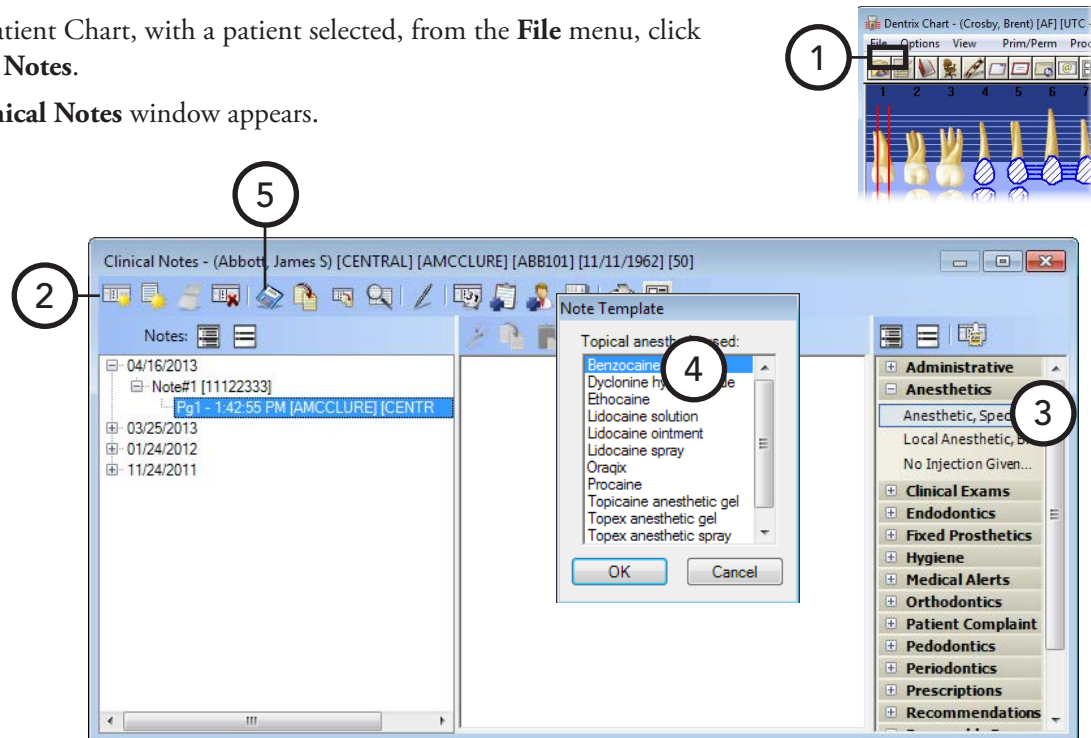 atient Chart, with a patient selected, from the File menu, click
Notes.
nical Notes window appears.
1
Dentrix Chart - (Crosby, Brent) [AF] [UTC -
File Options View Prim/Perm Proc
1 2 3 4 5 6 7
5
2
Clinical Notes - (Abbott, James S) [CENTRAL] [AMCCLURE] [ABB101] [11/11/1962] [50]
Notes:
04/16/2013
Note#1 [11122333]
Pg1 - 1:42:55 PM [AMCCLURE] [CENTR
03/25/2013
01/24/2012
11/24/2011
Note Template
Topical anesthetic used:
Benzocaine
4
Dyclonine hy de
Ethocaine
Lidocaine solution
Lidocaine ointment
Lidocaine spray
Oraqix
Procaine
Topicaine anesthetic gel
Topex anesthetic gel
Topex anesthetic spray
OK Cancel
Administrative
Anesthetics
3
Anesthetic, Spec
Local Anesthetic,
No Injection Given...
Clinical Exams
Endodontics
Fixed Prosthetics
Hygiene
Medical Alerts
Orthodontics
Patient Complaint
Pedodontics
Periodontics
Prescriptions
Recommendations